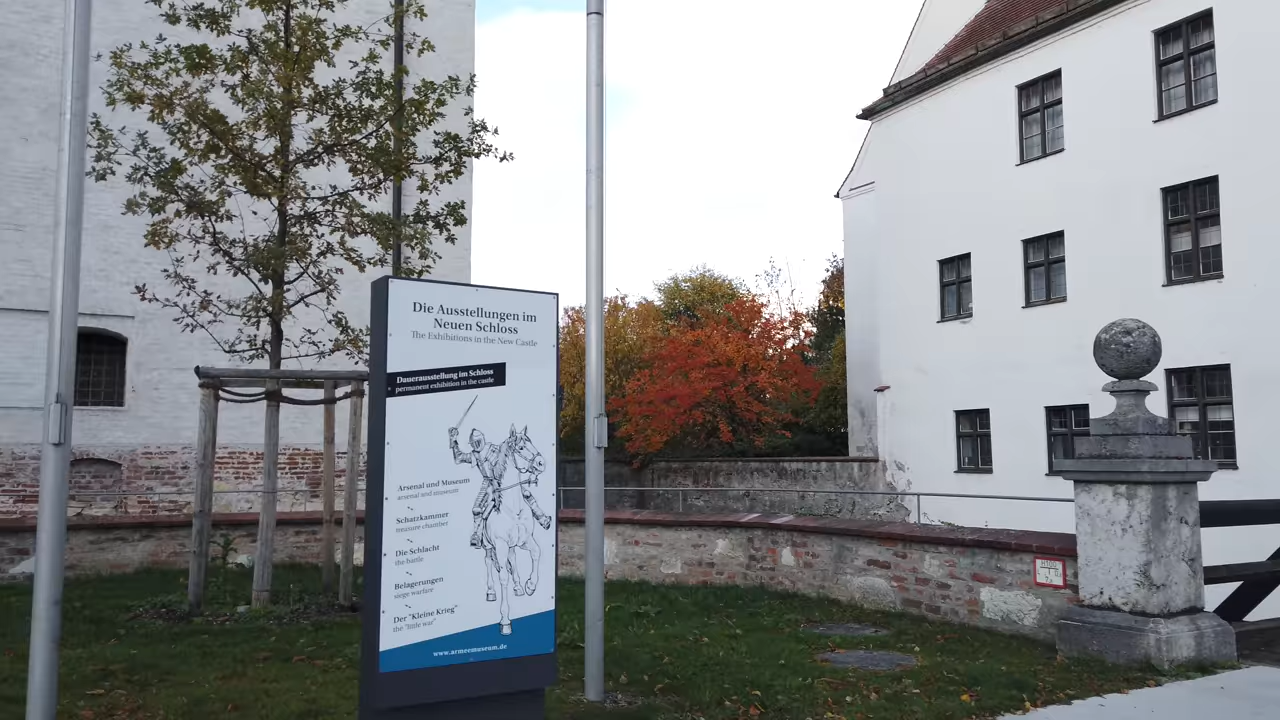 Die Ausstellungen im
Neuen Schloss
The Exhibitions in the New Castle
Dauerausstellung im Schloss
permanent exhibition in the castle
Arsenal und Museum
arsenal and museum
Schatzkammer
treasure chamber
Die Schlacht
the battle
Belagerungen
siege warfare
Der "Kleine Krieg"
the "little war"
www.armeemuseum.de
H100